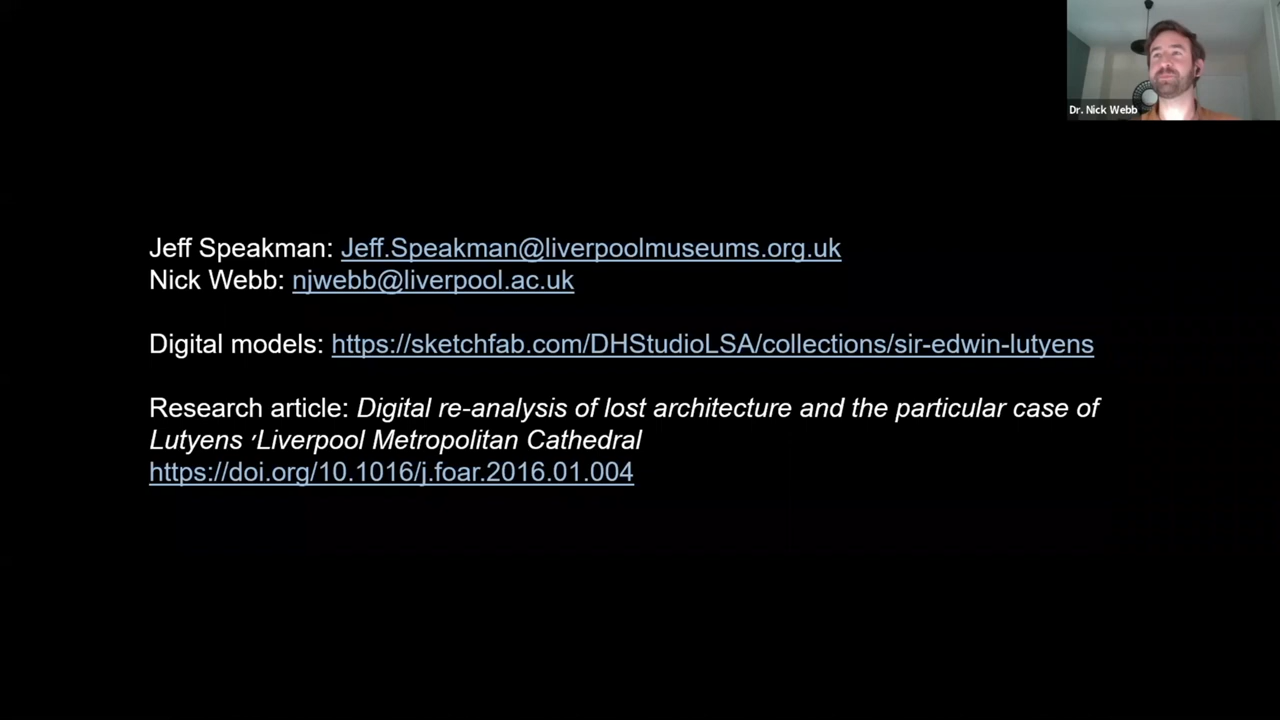 Dr. Nick Webb
Jeff Speakman: Jeff.Speakman@liverpoolmuseums.org.uk
Nick Webb: njwebb@liverpool.ac.uk
Digital models: https://sketchfab.com/DHStudioLSA/collections/sir-edwin-lutyens
Research article: Digital re-analysis of lost architecture and the particular case of
Lutyens ’Liverpool Metropolitan Cathedral
https://doi.org/10.1016/j.foar.2016.01.004